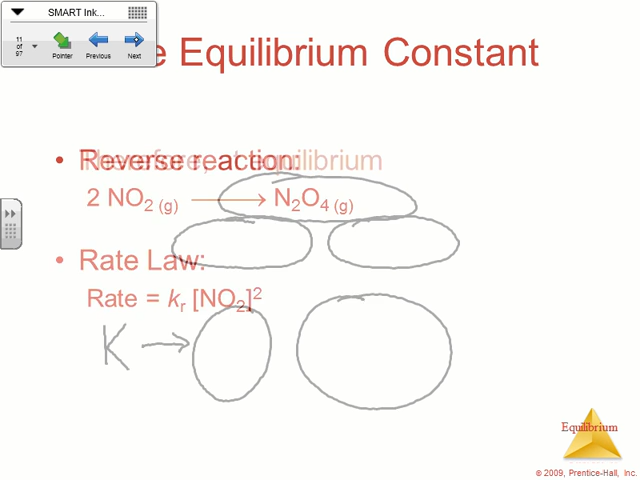 SMART Ink...
11 of 97
Pointer Previous Next
e Equilibrium Constant
• Reverse reaction:
Therefore, at equilibrium
2 NO2 (g) ⟶ N2O4 (g)
• Rate Law:
Rate = kr [NO2]2
K →
Equilibrium
© 2009, Prentice-Hall, Inc.